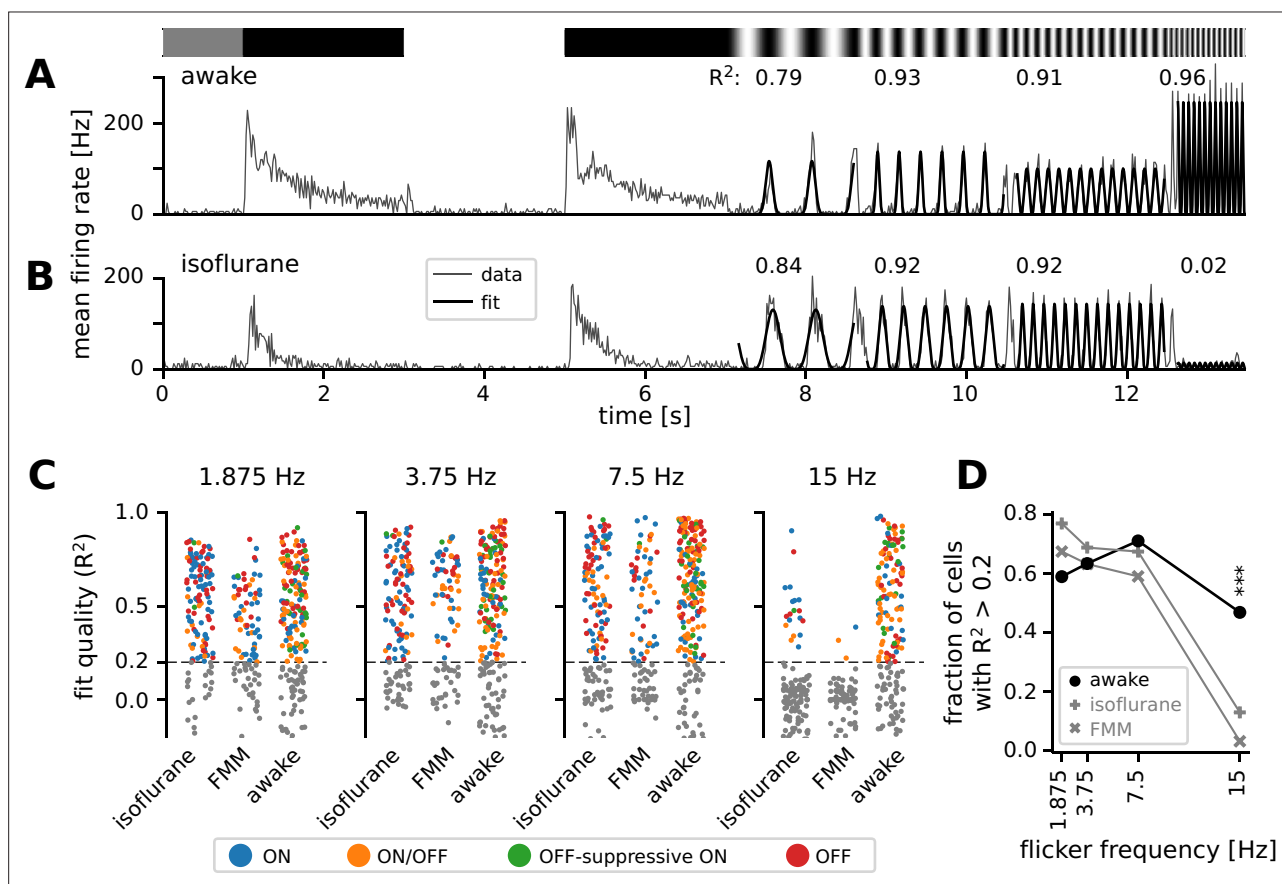 A
awake
R²: 0.79 0.93 0.91 0.96
200
0
mean firing rate [Hz]
B
isoflurane
0.84 0.92 0.92 0.02
data
fit
200
0
0 2 4 6 8 10 12
time [s]
C
1.875 Hz 3.75 Hz 7.5 Hz 15 Hz
fit quality (R²)
1.0
0.5
0.2
0.0
isoflurane FMM awake
isoflurane FMM awake
isoflurane FMM awake
isoflurane FMM awake
ON ON/OFF OFF-suppressive ON OFF
D
fraction of cells
with R² > 0.2
0.8
0.6
0.4
0.2
0.0
***
awake
isoflurane
FMM
1.875 3.75 7.5 15
flicker frequency [Hz]